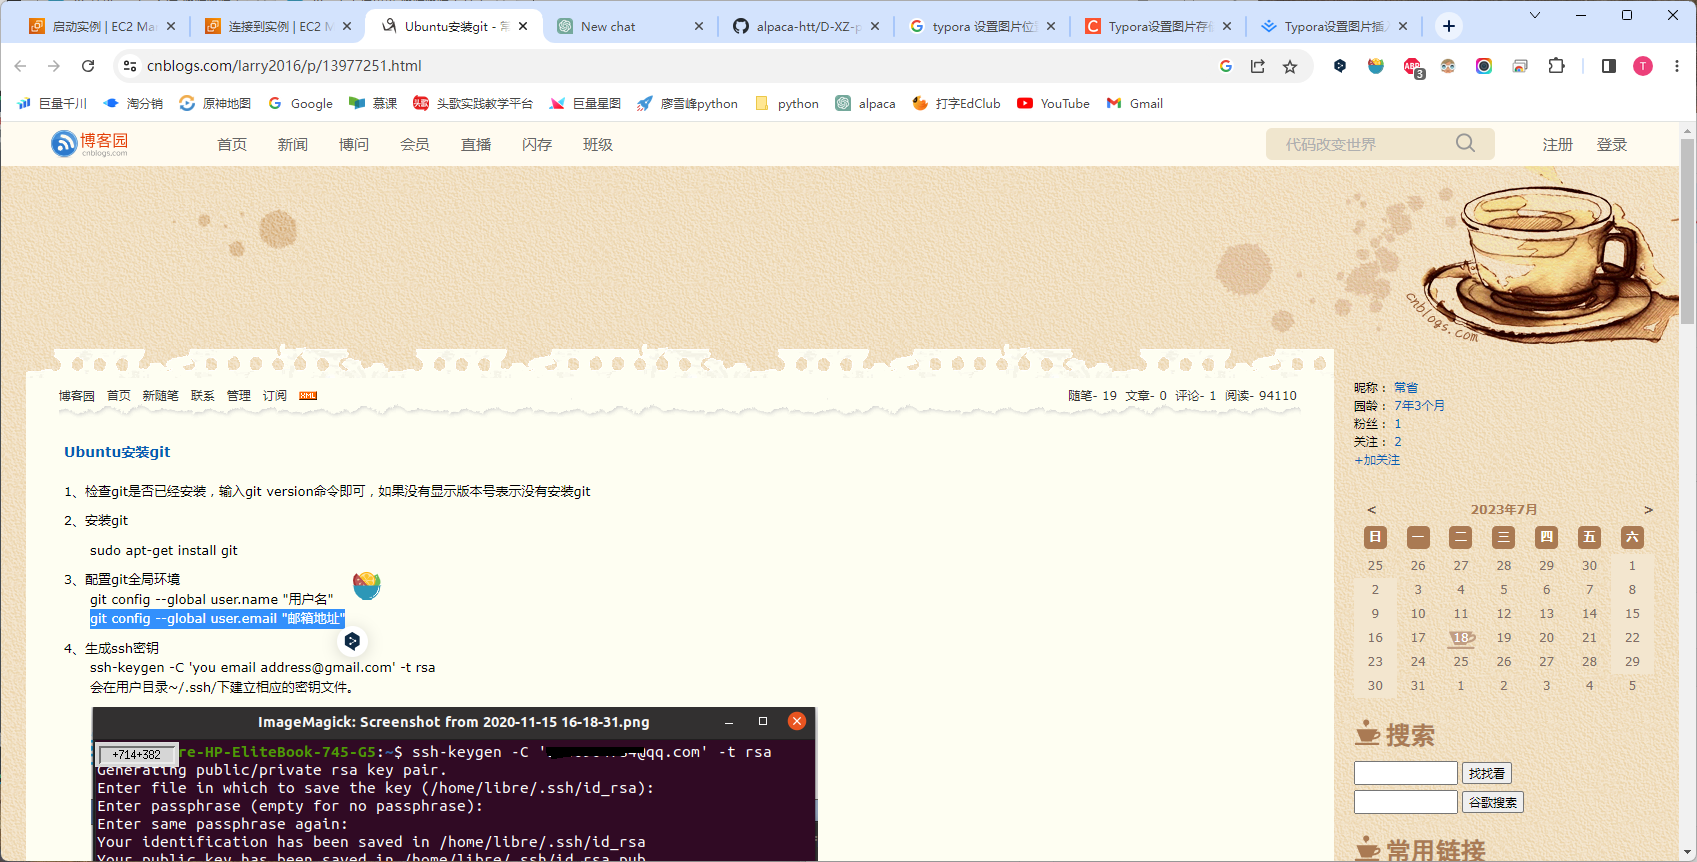 启动实例 | EC2 Ma
连接到实例 | EC2 M
Ubuntu安装git - 常
New chat
alpaca-htt/D-XZ-p
typora 设置图片位置
Typora设置图片存储
Typora设置图片插入
cnblogs.com/larry2016/p/13977251.html
ABP
3
T
巨量千川
淘分销
原神地图
Google
慕课
头歌
头歌实践教学平台
巨量星图
廖雪峰python
python
alpaca
打字EdClub
YouTube
Gmail
博客园
cnblogs.com
首页
新闻
博问
会员
直播
闪存
班级
代码改变世界
注册
登录
cnblogs.com
博客园 首页 新随笔 联系 管理 订阅 XML
随笔- 19 文章- 0 评论- 1 阅读- 94110
Ubuntu安装git
1、检查git是否已经安装，输入git version命令即可，如果没有显示版本号表示没有安装git
2、安装git
sudo apt-get install git
3、配置git全局环境
git config --global user.name "用户名"
git config --global user.email "邮箱地址"
4、生成ssh密钥
ssh-keygen -C 'you email address@gmail.com' -t rsa
会在用户目录~/.ssh/下建立相应的密钥文件。
ImageMagick: Screenshot from 2020-11-15 16-18-31.png
+714+382
re-HP-EliteBook-745-G5:~$ ssh-keygen -C ' @qq.com' -t rsa
Generating public/private rsa key pair.
Enter file in which to save the key (/home/libre/.ssh/id_rsa):
Enter passphrase (empty for no passphrase):
Enter same passphrase again:
Your identification has been saved in /home/libre/.ssh/id_rsa
Your public key has been saved in /home/libre/.ssh/id_rsa.pub
昵称： 常省
园龄： 7年3个月
粉丝： 1
关注： 2
+加关注
< 2023年7月 >
日 一 二 三 四 五 六
25 26 27 28 29 30 1
2 3 4 5 6 7 8
9 10 11 12 13 14 15
16 17 18 19 20 21 22
23 24 25 26 27 28 29
30 31 1 2 3 4 5
搜索
找找看
谷歌搜索
常用链接